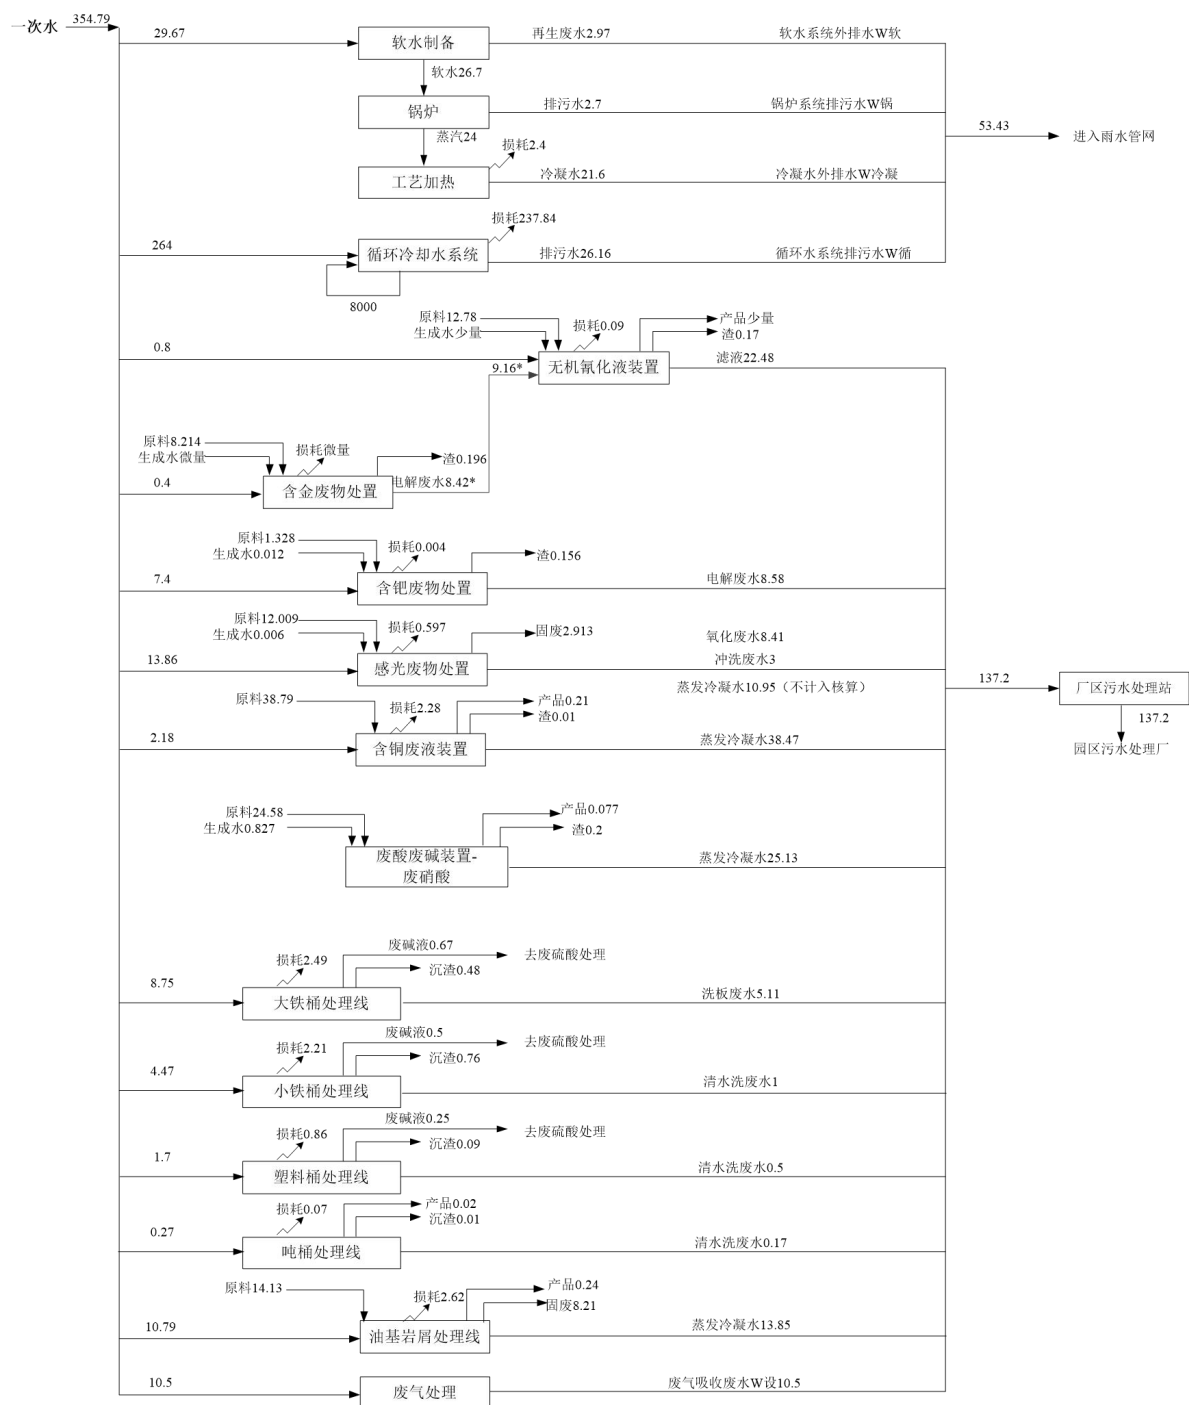 一次水 354.79
29.67 软水制备 再生废水2.97 软水系统外排水W软
软水26.7
锅炉 排污水2.7 锅炉系统排污水W锅
53.43 进入雨水管网
蒸汽24
损耗2.4
工艺加热 冷凝水21.6 冷凝水外排水W冷凝
损耗237.84
264 循环冷却水系统 排污水26.16 循环水系统排污水W循
8000
原料12.78 产品少量
生成水少量 损耗0.09 渣0.17
0.8 无机氰化液装置 滤液22.48
9.16*
原料8.214 损耗微量
生成水微量 渣0.196
0.4 含金废物处置 电解废水8.42*
原料1.328 损耗0.004
生成水0.012 渣0.156
7.4 含钯废物处置 电解废水8.58
原料12.009 损耗0.597 固废2.913
生成水0.006 氧化废水8.41
13.86 感光废物处置 冲洗废水3
137.2 厂区污水处理站
蒸发冷凝水10.95（不计入核算）
原料38.79 产品0.21
损耗2.28 渣0.01
137.2
2.18 含铜废液装置 蒸发冷凝水38.47 园区污水处理厂
原料24.58 产品0.077
生成水0.827 渣0.2
废酸废碱装置-
废硝酸
蒸发冷凝水25.13
废碱液0.67 去废硫酸处理
损耗2.49 沉渣0.48
8.75 大铁桶处理线 洗板废水5.11
废碱液0.5 去废硫酸处理
损耗2.21 沉渣0.76
4.47 小铁桶处理线 清水洗废水1
废碱液0.25 去废硫酸处理
损耗0.86 沉渣0.09
1.7 塑料桶处理线 清水洗废水0.5
产品0.02
损耗0.07 沉渣0.01
0.27 吨桶处理线 清水洗废水0.17
原料14.13 产品0.24
损耗2.62 固废8.21
10.79 油基岩屑处理线 蒸发冷凝水13.85
10.5 废气处理 废气吸收废水W设10.5